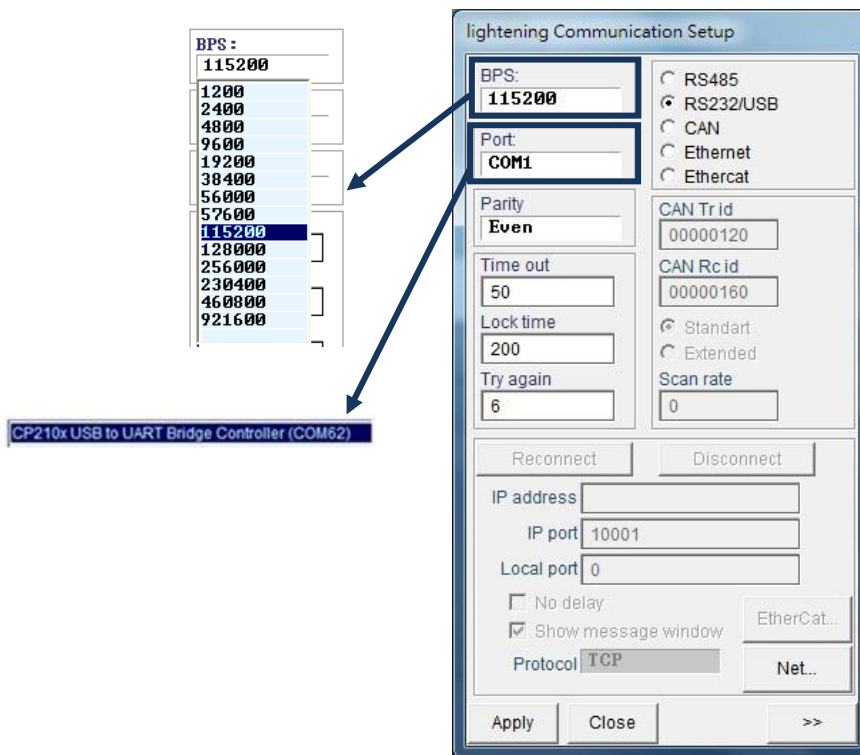 BPS:
115200
1200
2400
4800
9600
19200
38400
56000
57600
115200
128000
256000
230400
460800
921600
CP210x USB to UART Bridge Controller (COM62)
lightening Communication Setup
BPS:
115200
Port:
COM1
Parity
Even
Time out
50
Lock time
200
Try again
6
RS485
RS232/USB
CAN
Ethernet
Ethercat
CAN Tr id
00000120
CAN Rc id
00000160
Standart
Extended
Scan rate
0
Reconnect Disconnect
IP address
IP port 10001
Local port 0
No delay
Show message window
EtherCat...
Protocol TCP
Net...
Apply Close >>